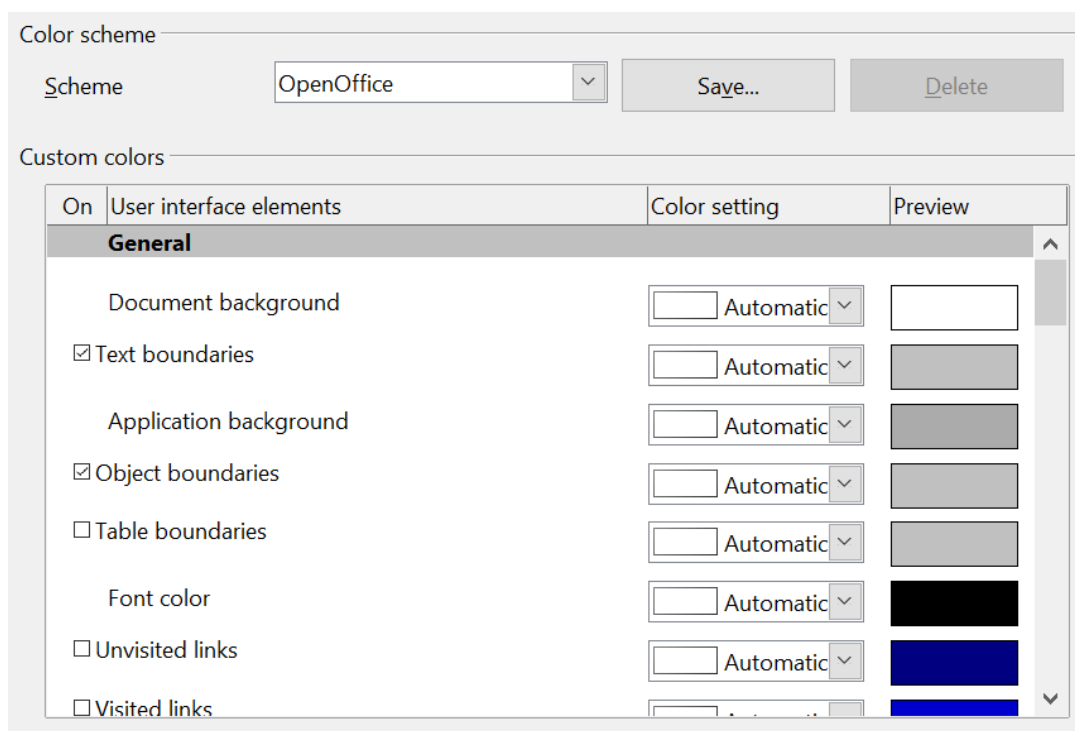 Color scheme
Scheme OpenOffice Save... Delete
Custom colors
On User interface elements Color setting Preview
General
Document background Automatic
Text boundaries Automatic
Application background Automatic
Object boundaries Automatic
Table boundaries Automatic
Font color Automatic
Unvisited links Automatic
Visited links